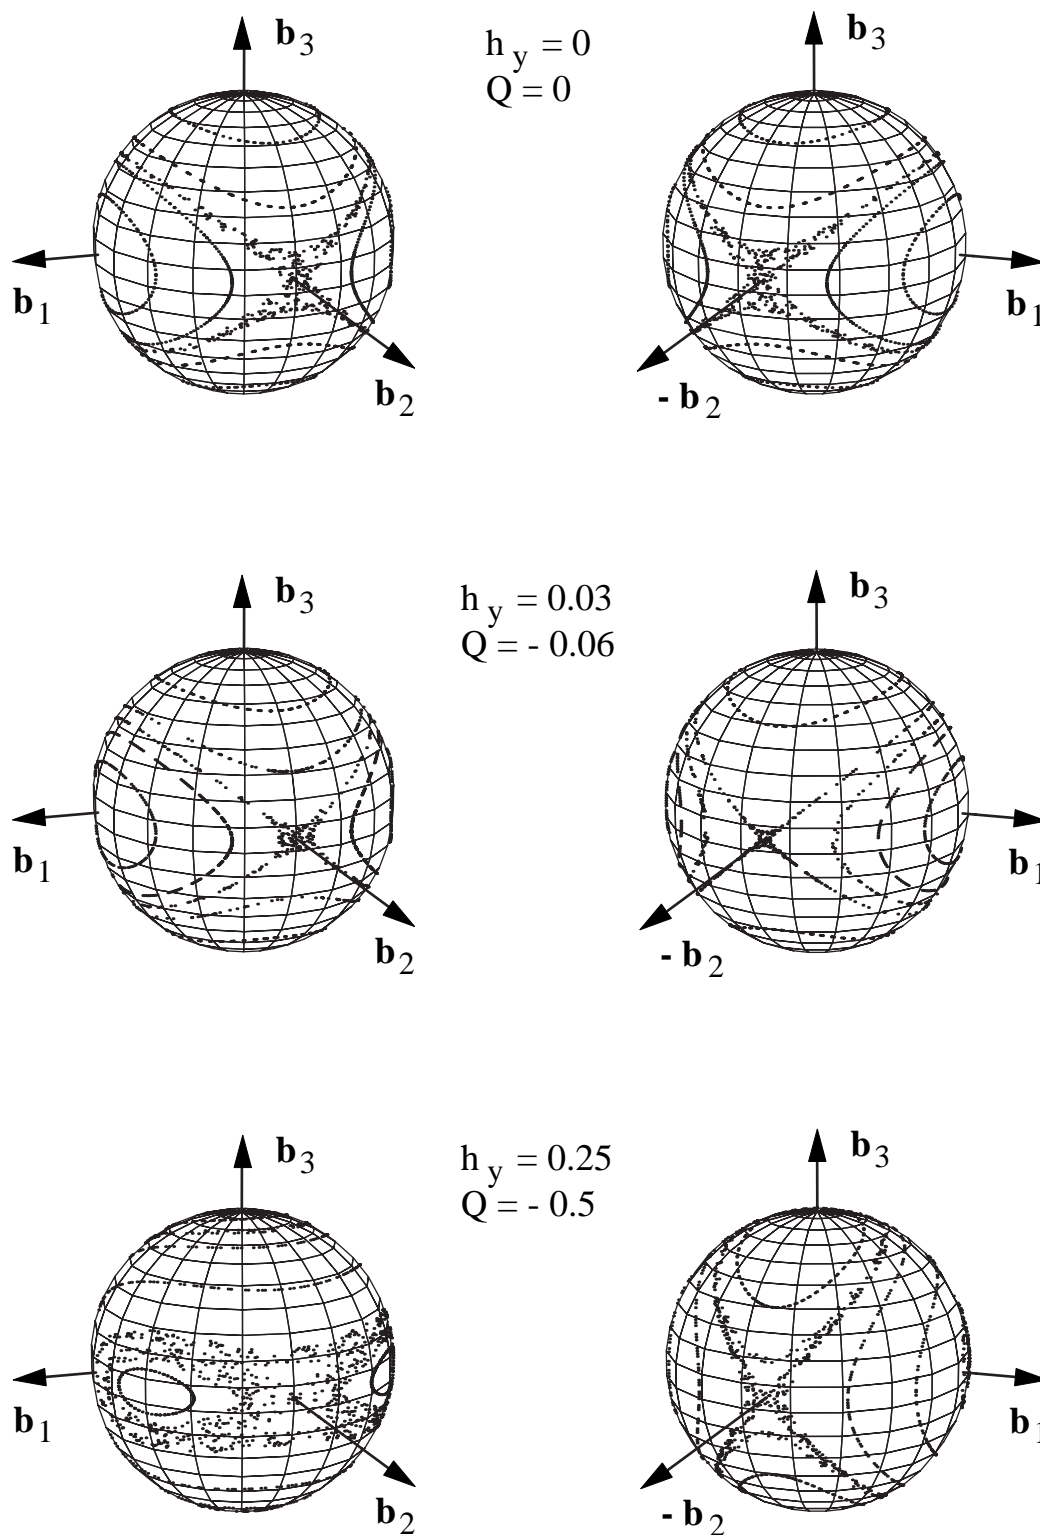 b3
h y = 0
Q = 0
b3
b1
b2
- b2
b1
b3
h y = 0.03
Q = - 0.06
b3
b1
b2
- b2
b1
b3
h y = 0.25
Q = - 0.5
b3
b1
b2
- b2
b1